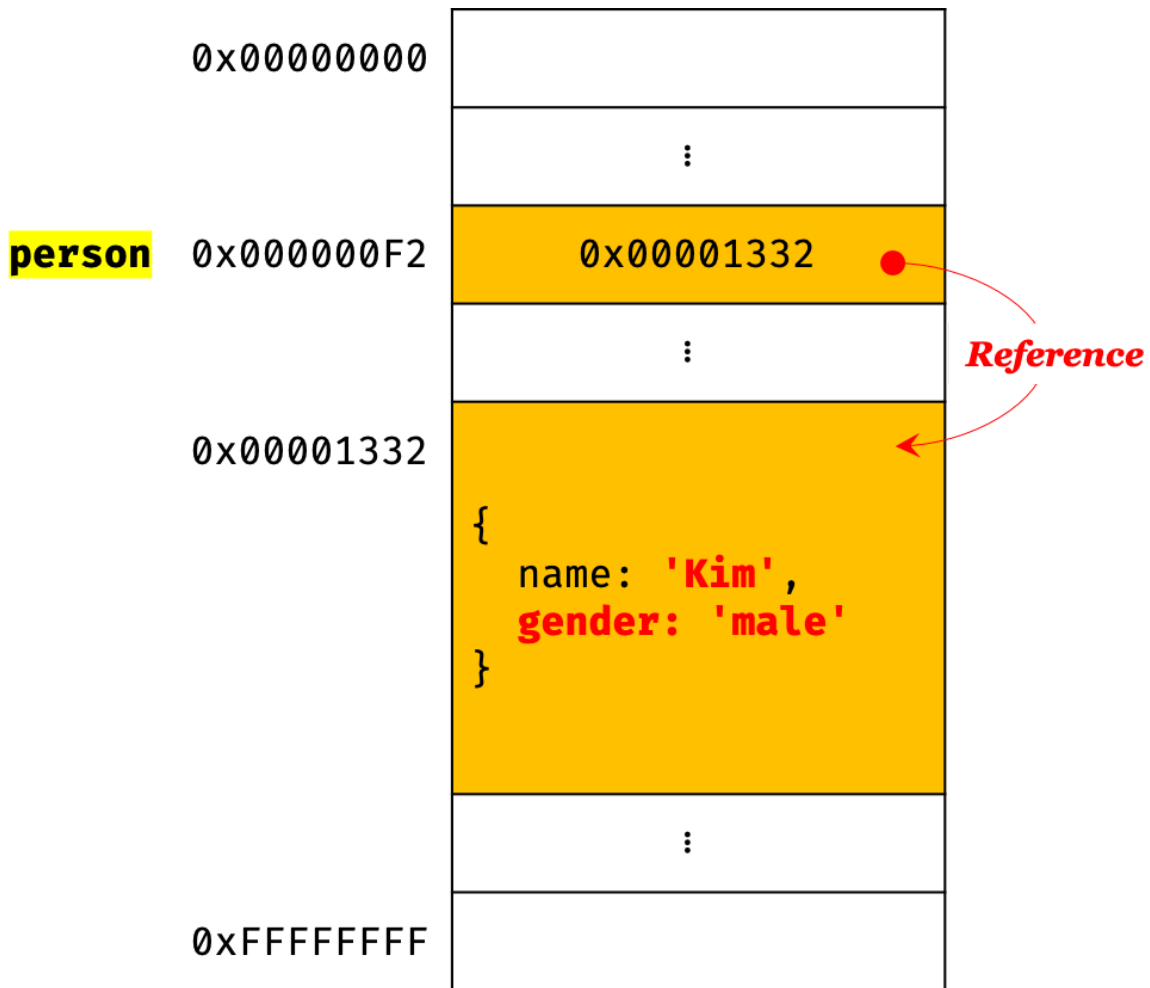 0x00000000
⋮
person 0x000000F2 0x00001332
⋮
Reference
0x00001332
{
name: 'Kim',
gender: 'male'
}
⋮
0xFFFFFFFF